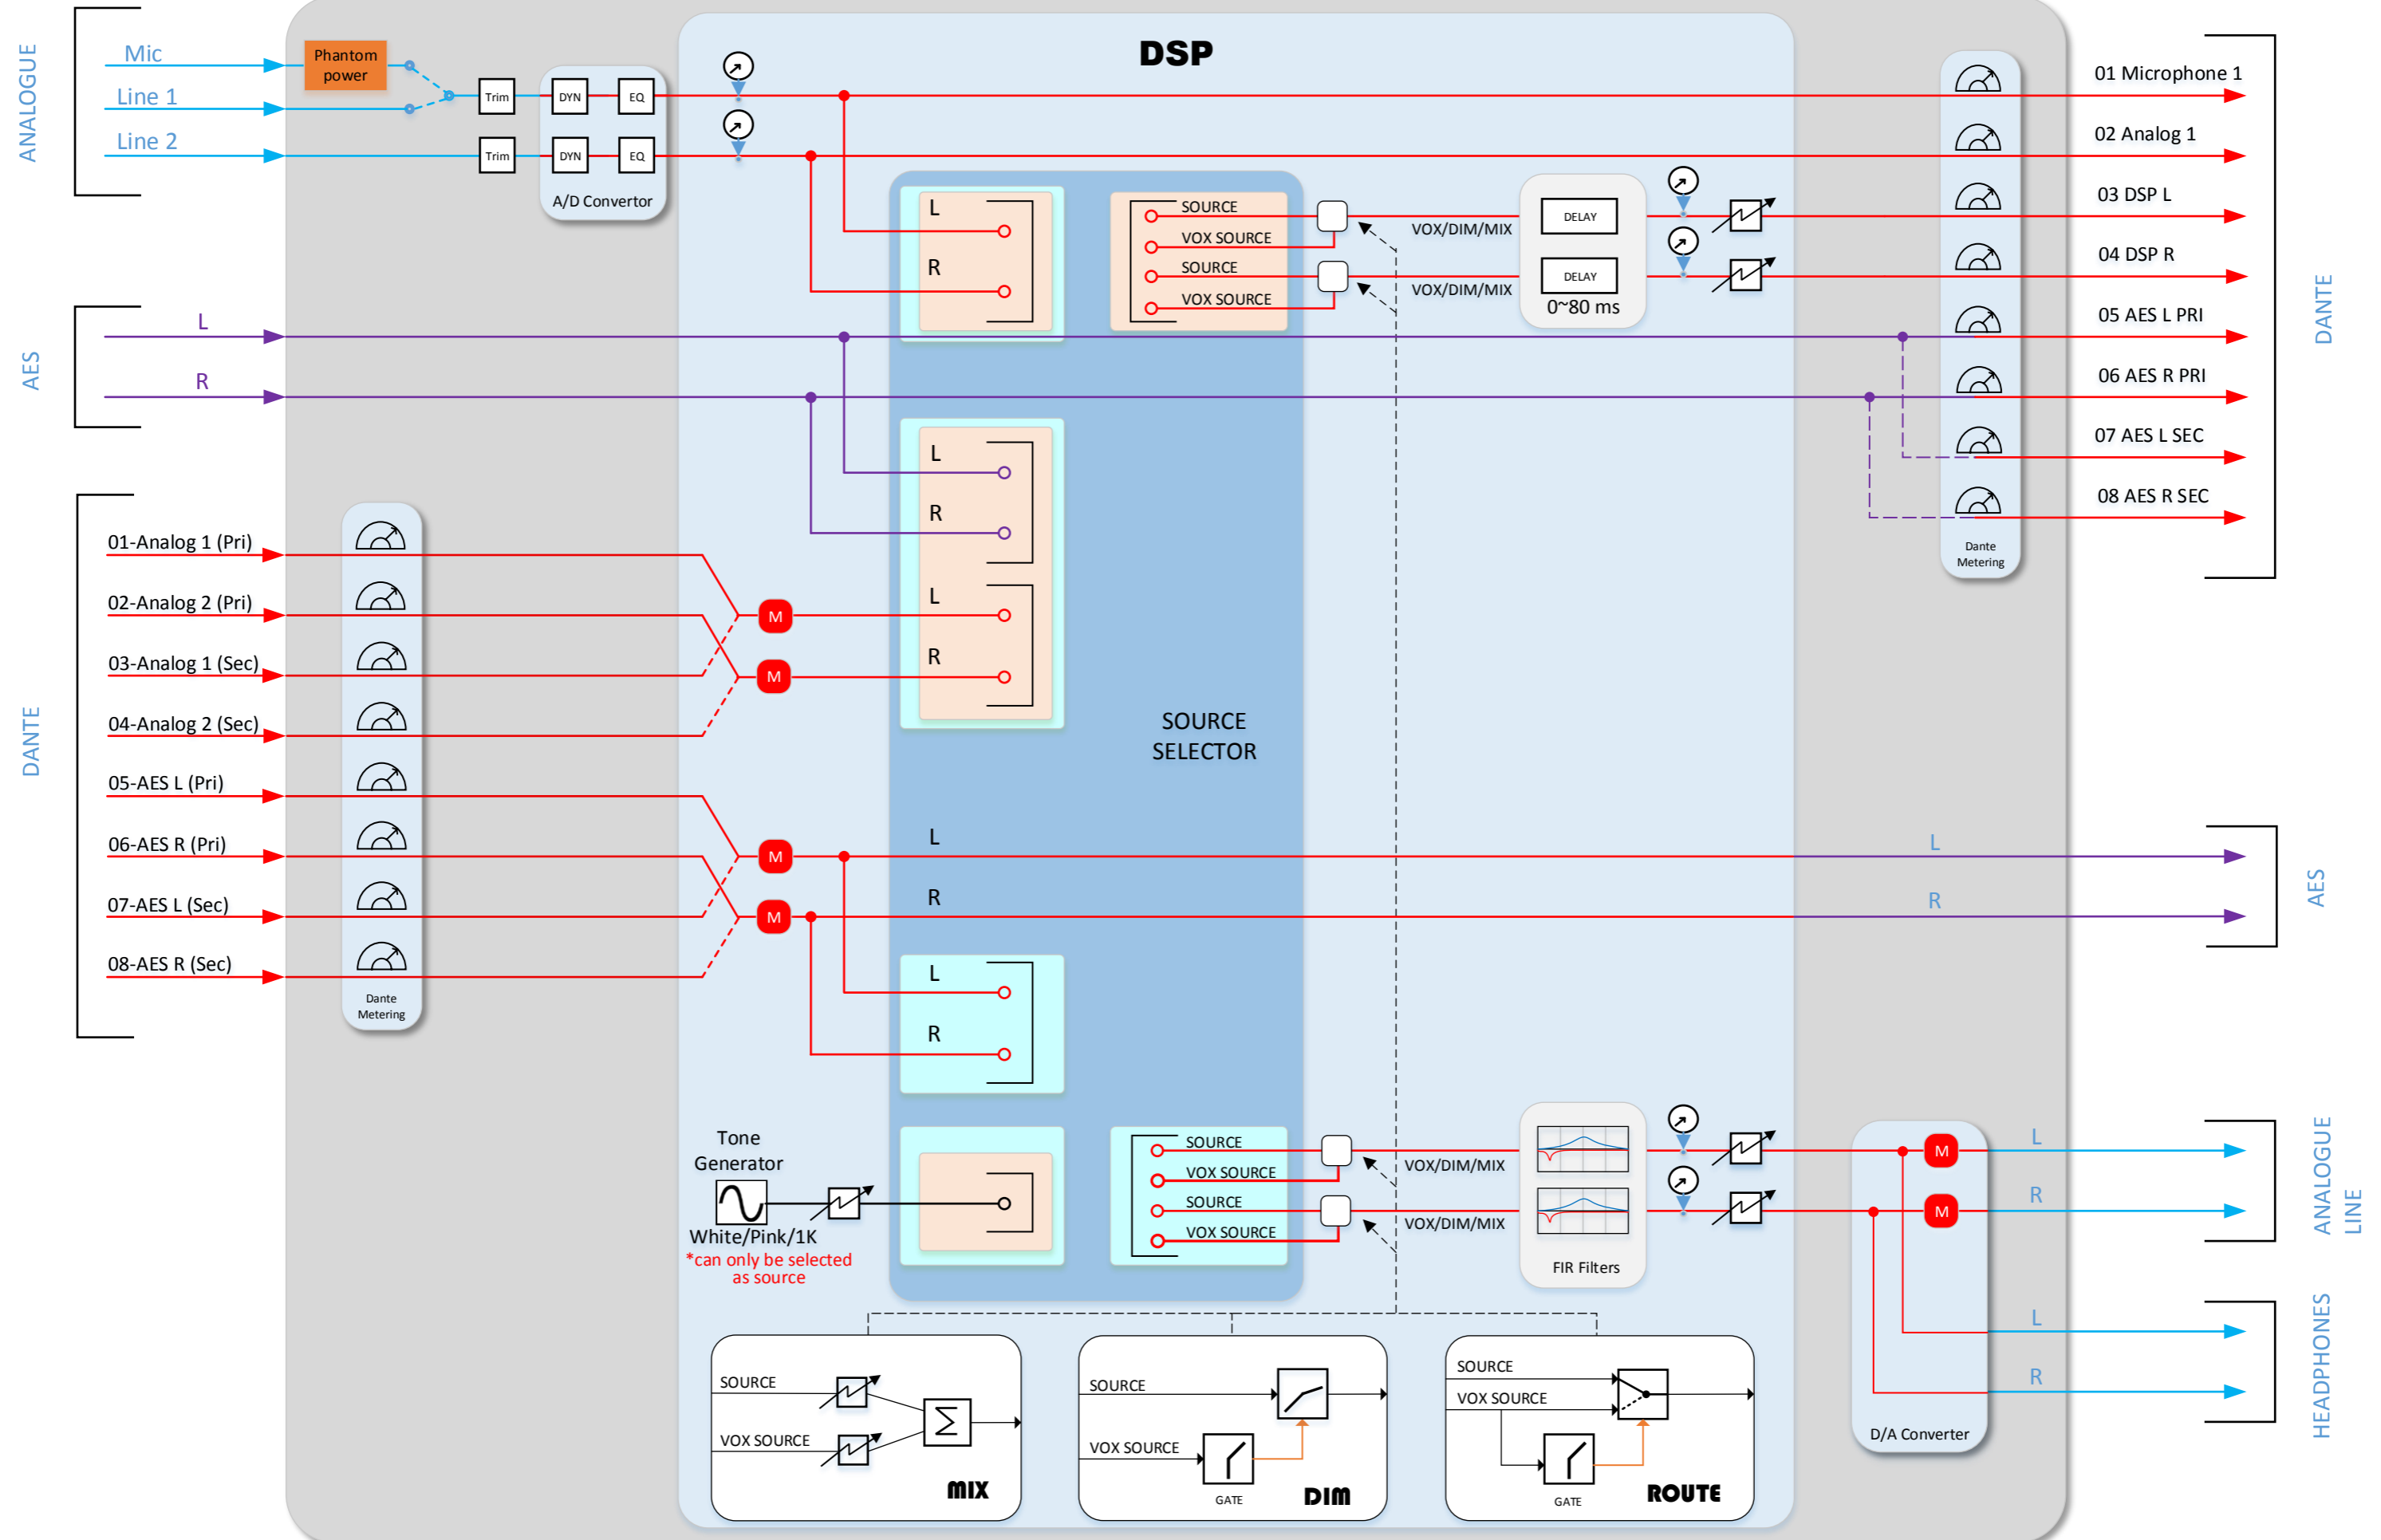 DSP
ANALOGUE
Mic
Line 1
Line 2
Phantom
power
Trim
DYN
EQ
Trim
DYN
EQ
A/D Convertor
AES
L
R
DANTE
01-Analog 1 (Pri)
02-Analog 2 (Pri)
03-Analog 1 (Sec)
04-Analog 2 (Sec)
05-AES L (Pri)
06-AES R (Pri)
07-AES L (Sec)
08-AES R (Sec)
Dante
Metering
M
M
M
M
L
R
L
R
L
R
L
R
L
R
SOURCE
SELECTOR
SOURCE
VOX SOURCE
SOURCE
VOX SOURCE
VOX/DIM/MIX
VOX/DIM/MIX
DELAY
DELAY
0~80 ms
Tone
Generator
White/Pink/1K
*can only be selected
as source
SOURCE
VOX SOURCE
SOURCE
VOX SOURCE
VOX/DIM/MIX
VOX/DIM/MIX
FIR Filters
SOURCE
VOX SOURCE
Σ
MIX
SOURCE
VOX SOURCE
GATE
DIM
SOURCE
VOX SOURCE
GATE
ROUTE
Dante
Metering
01 Microphone 1
02 Analog 1
03 DSP L
04 DSP R
05 AES L PRI
06 AES R PRI
07 AES L SEC
08 AES R SEC
DANTE
L
R
AES
M
M
D/A Converter
L
R
ANALOGUE
LINE
L
R
HEADPHONES